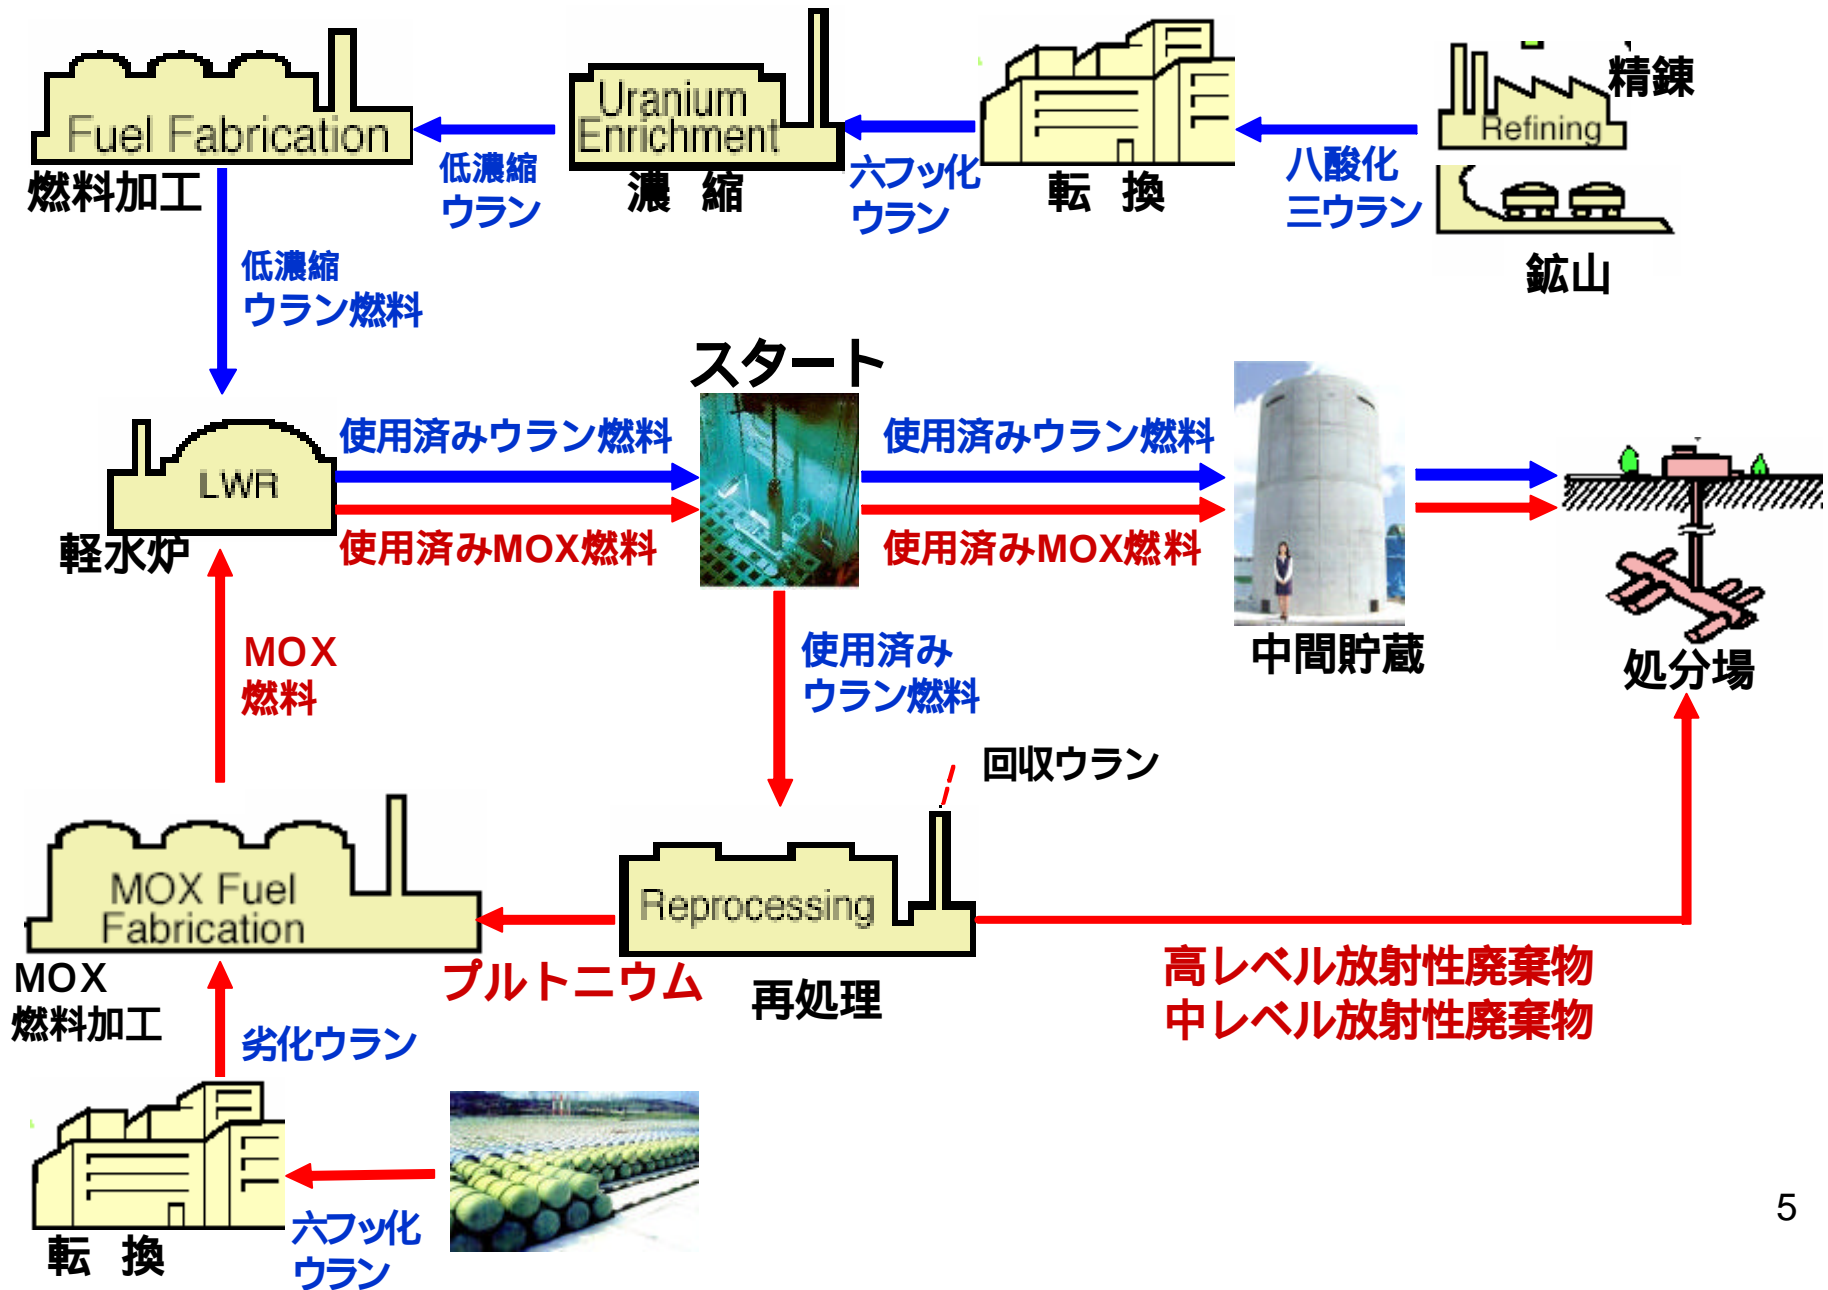 Fuel Fabrication
燃料加工
低濃縮
ウラン
Uranium
Enrichment
濃 縮
六フッ化
ウラン
転 換
八酸化
三ウラン
精錬
Refining
鉱山
低濃縮
ウラン燃料
スタート
LWR
軽水炉
使用済みウラン燃料
使用済みMOX燃料
使用済みウラン燃料
使用済みMOX燃料
中間貯蔵
処分場
MOX
燃料
使用済み
ウラン燃料
回収ウラン
MOX Fuel
Fabrication
MOX
燃料加工
プルトニウム
Reprocessing
再処理
高レベル放射性廃棄物
中レベル放射性廃棄物
劣化ウラン
転 換
六フッ化
ウラン
5